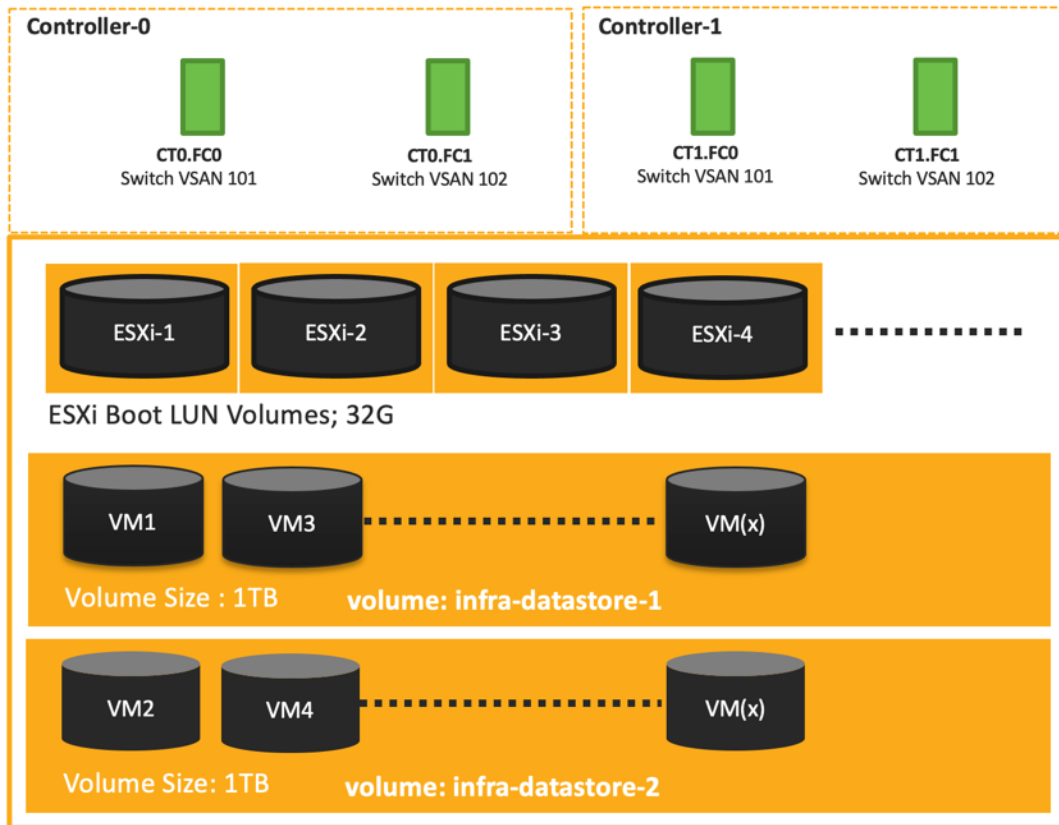 Controller-0
Controller-1
CT0.FC0
Switch VSAN 101
CT0.FC1
Switch VSAN 102
CT1.FC0
Switch VSAN 101
CT1.FC1
Switch VSAN 102
ESXi-1
ESXi-2
ESXi-3
ESXi-4
ESXi Boot LUN Volumes; 32G
VM1
VM3
VM(x)
Volume Size : 1TB
volume: infra-datastore-1
VM2
VM4
VM(x)
Volume Size: 1TB
volume: infra-datastore-2